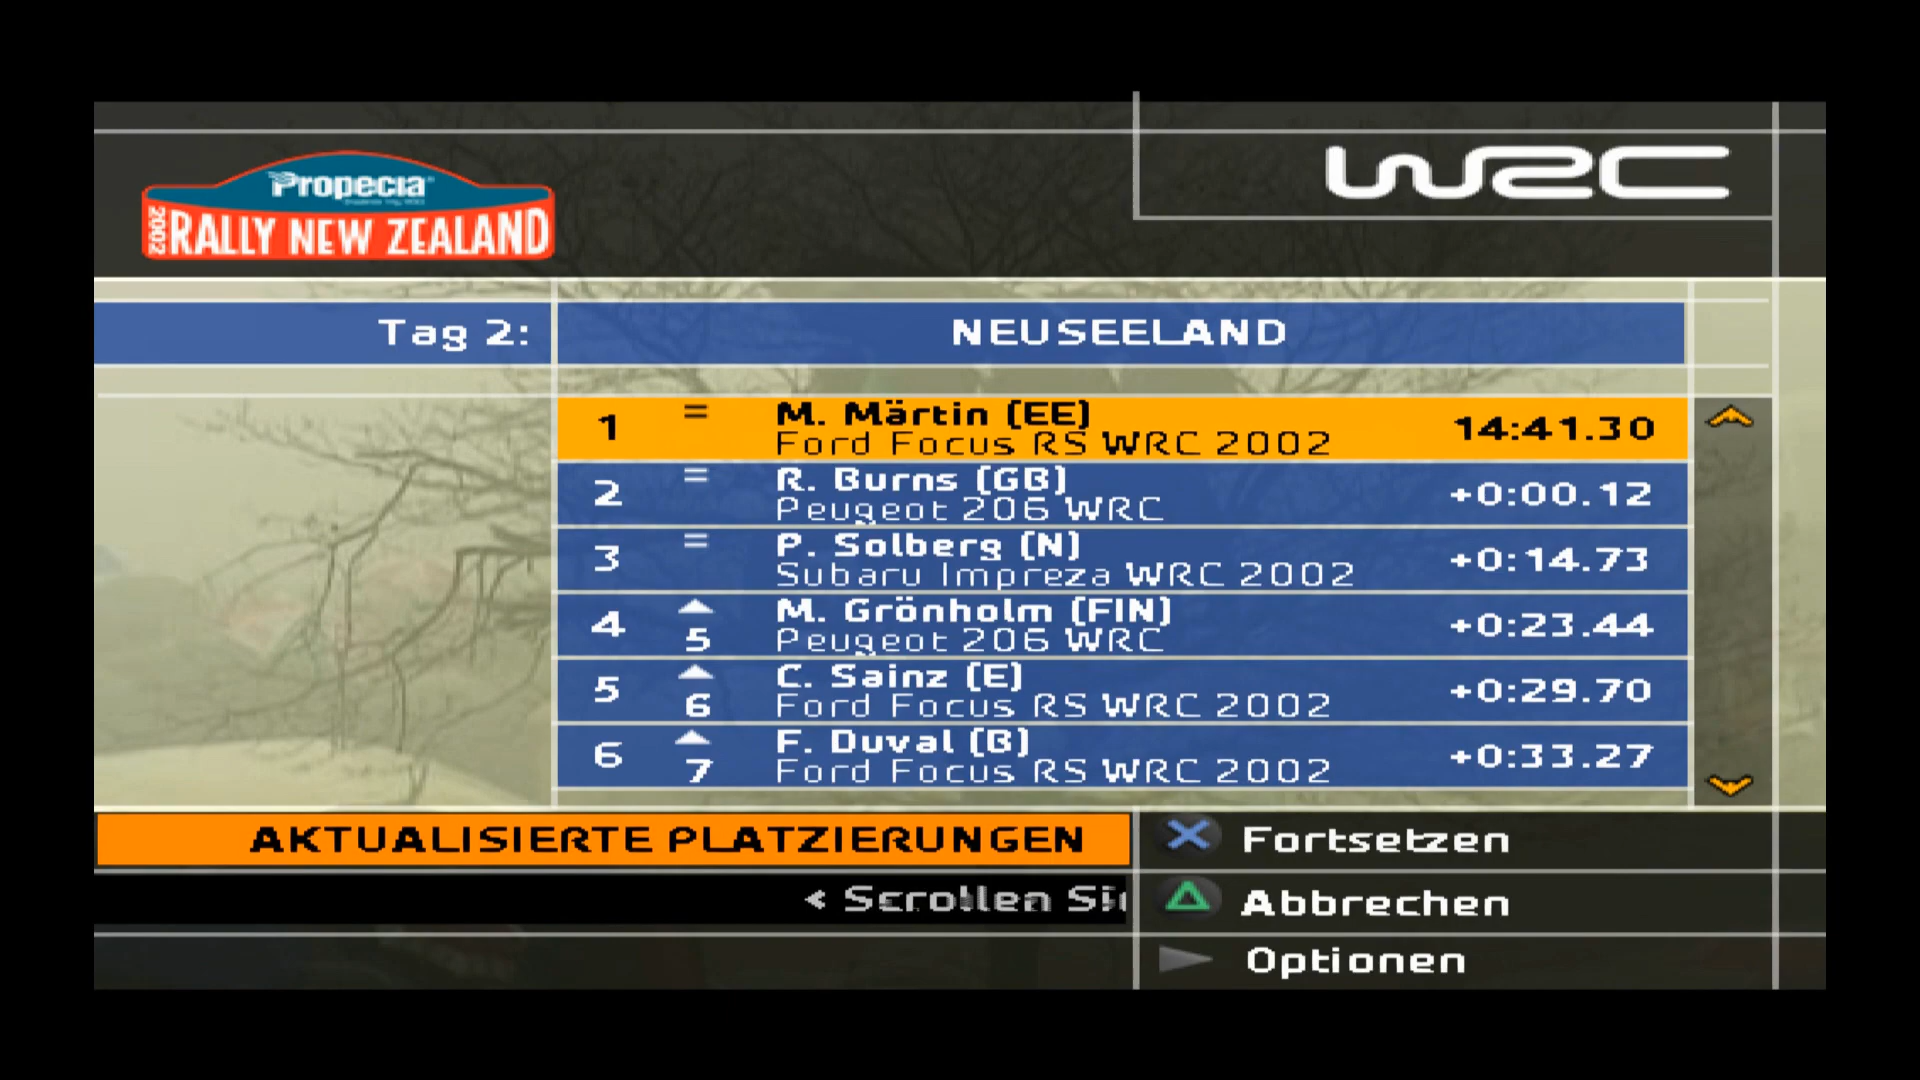 Propecia
2002 RALLY NEW ZEALAND
WRC
Tag 2: NEUSEELAND
1 = M. Märtin (EE) 14:41.30
Ford Focus RS WRC 2002
2 = R. Burns (GB) +0:00.12
Peugeot 206 WRC
3 = P. Solberg (N) +0:14.73
Subaru Impreza WRC 2002
4 5 M. Grönholm (FIN) +0:23.44
Peugeot 206 WRC
5 6 C. Sainz (E) +0:29.70
Ford Focus RS WRC 2002
6 7 F. Duval (B) +0:33.27
Ford Focus RS WRC 2002
AKTUALISIERTE PLATZIERUNGEN
< Scrollen Si
Fortsetzen
Abbrechen
Optionen